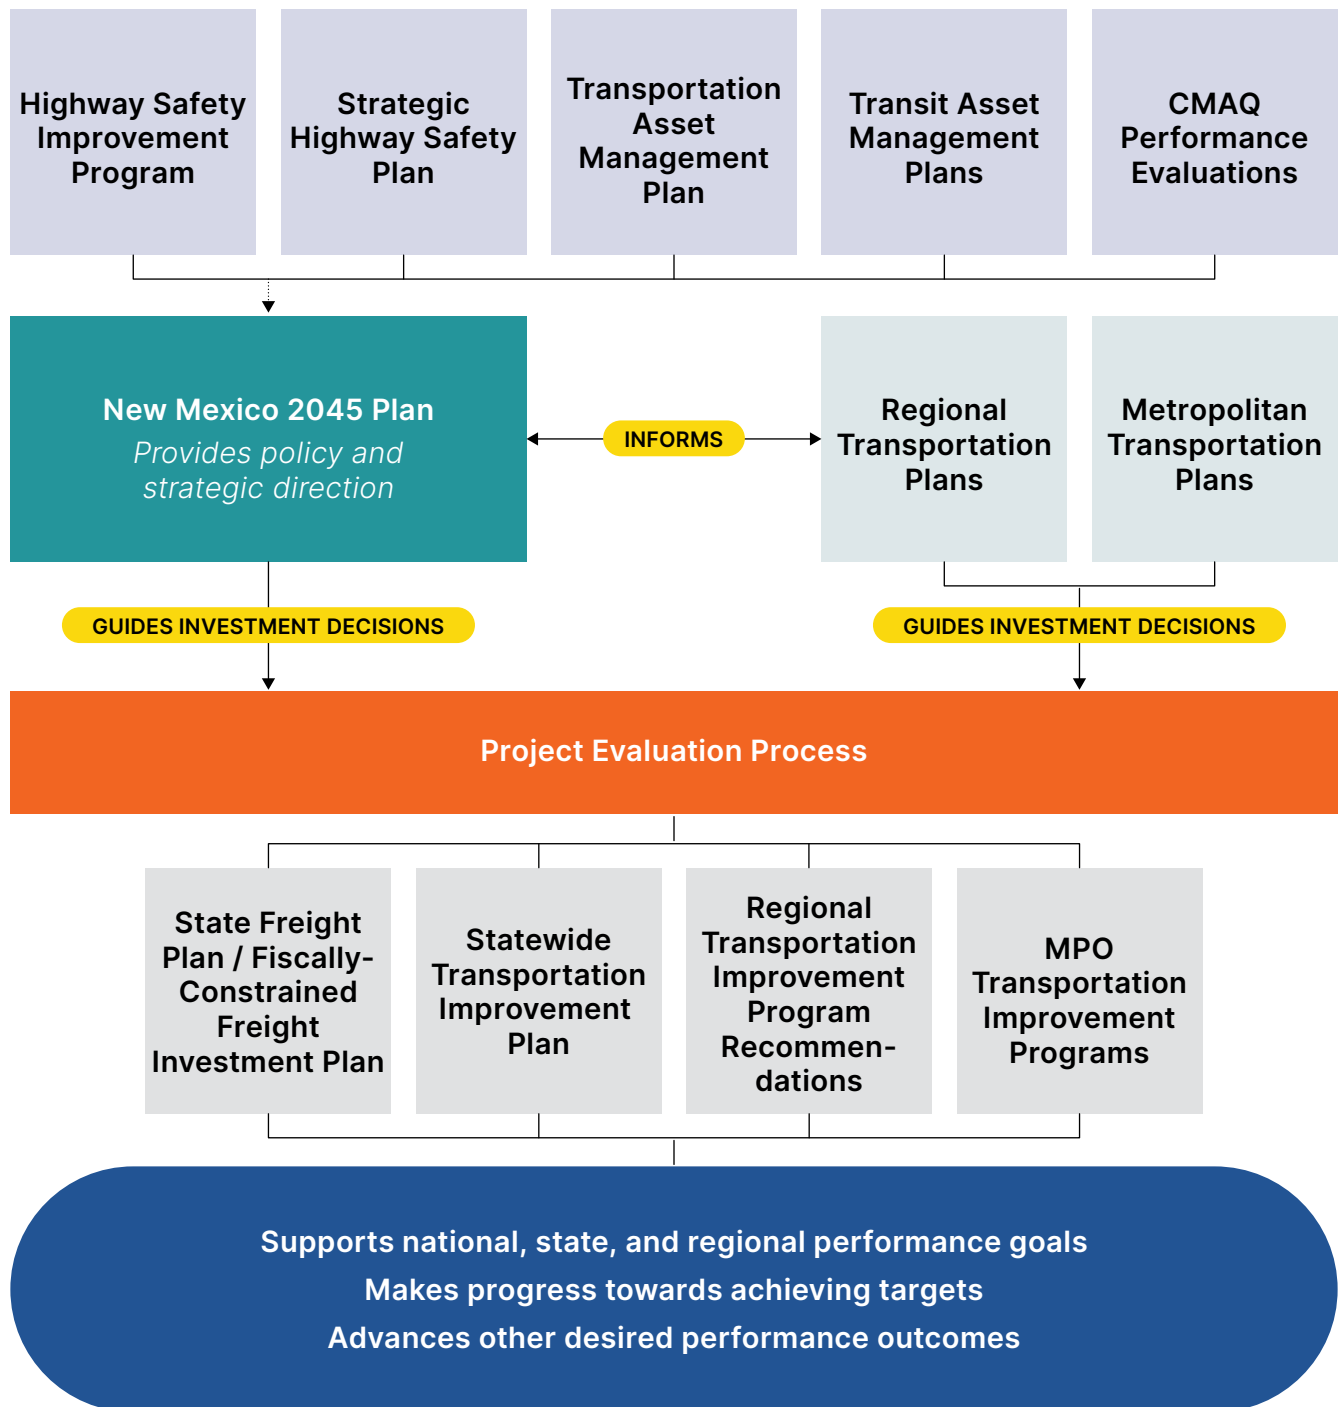 Highway Safety
Improvement
Program
Strategic
Highway Safety
Plan
Transportation
Asset
Management
Plan
Transit Asset
Management
Plans
CMAQ
Performance
Evaluations
New Mexico 2045 Plan
Provides policy and
strategic direction
INFORMS
Regional
Transportation
Plans
Metropolitan
Transportation
Plans
GUIDES INVESTMENT DECISIONS
GUIDES INVESTMENT DECISIONS
Project Evaluation Process
State Freight
Plan / Fiscally-
Constrained
Freight
Investment Plan
Statewide
Transportation
Improvement
Plan
Regional
Transportation
Improvement
Program
Recommen-
dations
MPO
Transportation
Improvement
Programs
Supports national, state, and regional performance goals
Makes progress towards achieving targets
Advances other desired performance outcomes